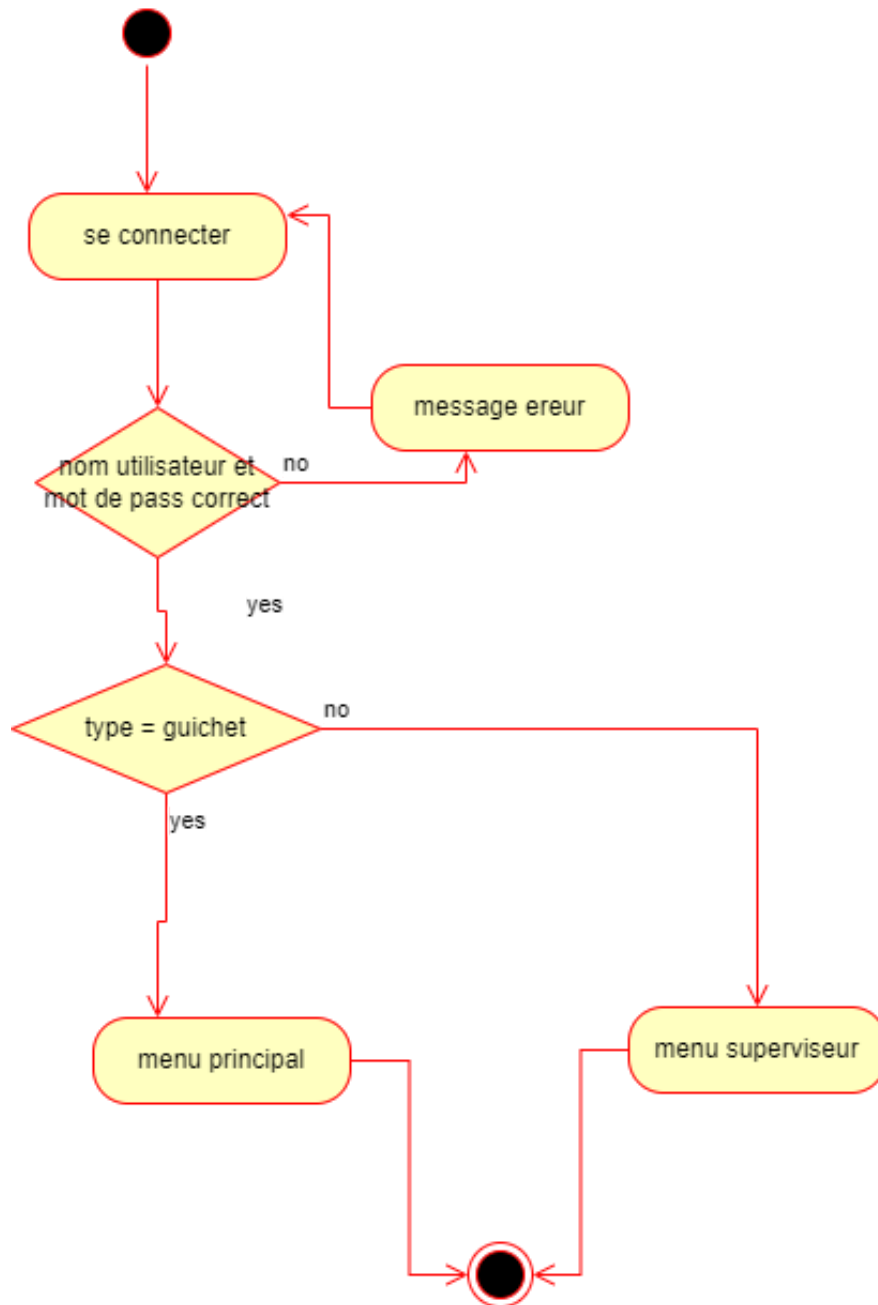 se connecter
message ereur
nom utilisateur et
mot de pass correct
no
yes
type = guichet
no
yes
menu principal
menu superviseur